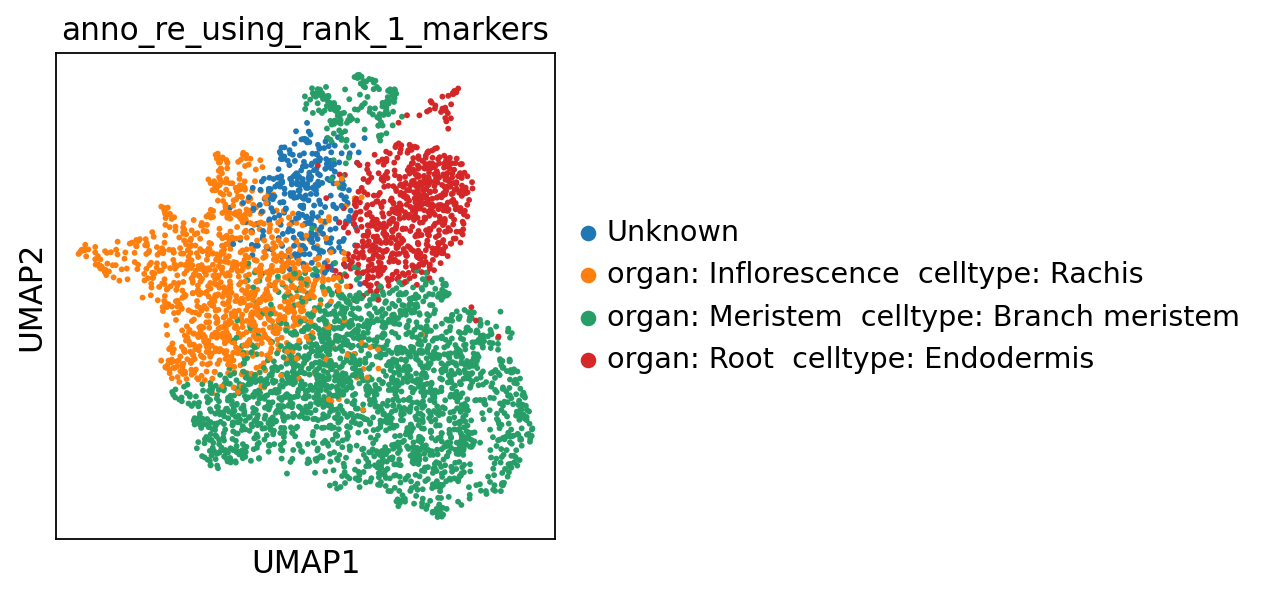 anno_re_using_rank_1_markers
UMAP2
Unknown
organ: Inflorescence  celltype: Rachis
organ: Meristem  celltype: Branch meristem
organ: Root  celltype: Endodermis
UMAP1